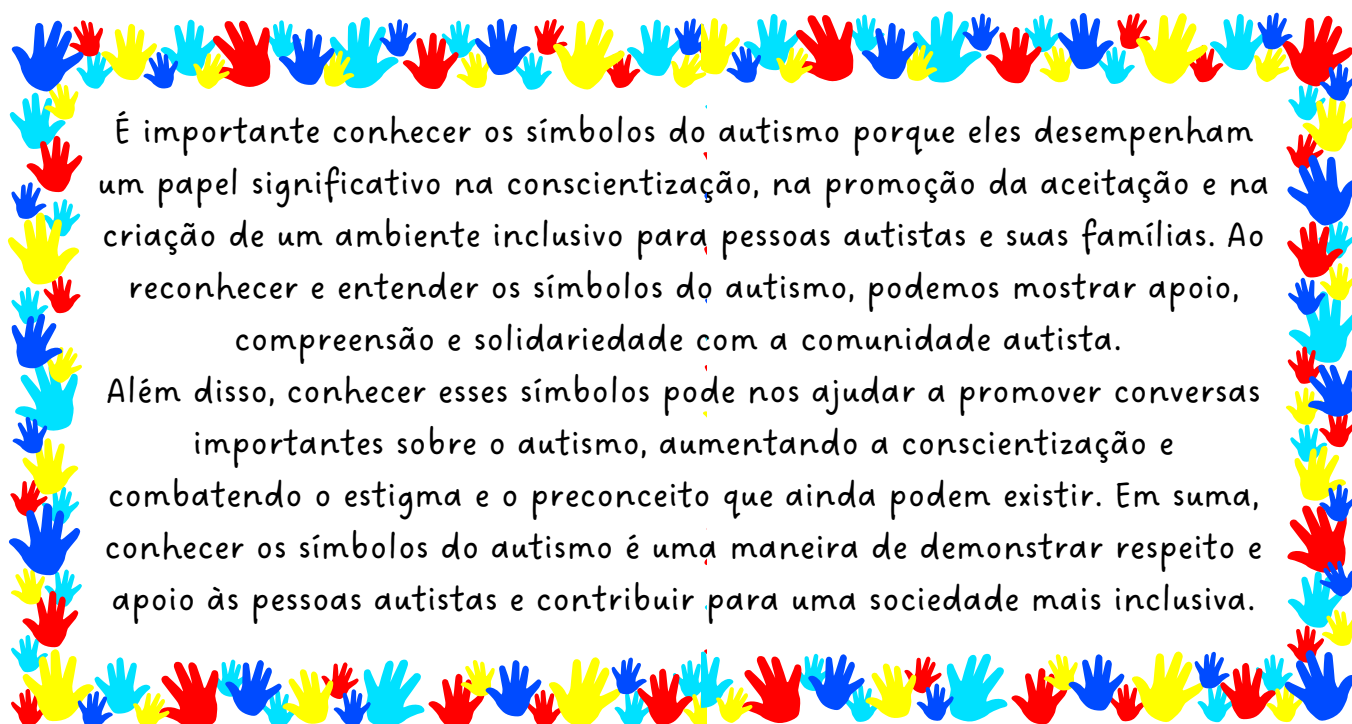 É importante conhecer os símbolos do autismo porque eles desempenham
um papel significativo na conscientização, na promoção da aceitação e na
criação de um ambiente inclusivo para pessoas autistas e suas famílias. Ao
reconhecer e entender os símbolos do autismo, podemos mostrar apoio,
compreensão e solidariedade com a comunidade autista.
Além disso, conhecer esses símbolos pode nos ajudar a promover conversas
importantes sobre o autismo, aumentando a conscientização e
combatendo o estigma e o preconceito que ainda podem existir. Em suma,
conhecer os símbolos do autismo é uma maneira de demonstrar respeito e
apoio às pessoas autistas e contribuir para uma sociedade mais inclusiva.